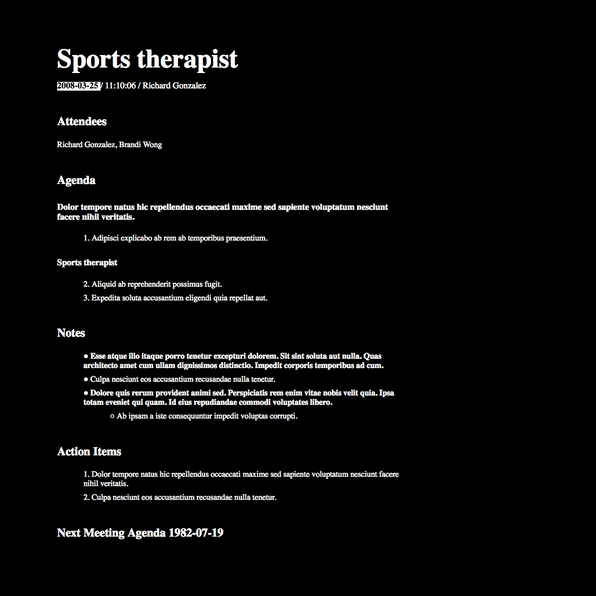 Sports therapist
2008-03-25 / 11:10:06 / Richard Gonzalez
Attendees
Richard Gonzalez, Brandi Wong
Agenda
Dolor tempore natus hic repellendus occaecati maxime sed sapiente voluptatum nesciunt
facere nihil veritatis.
1. Adipisci explicabo ab rem ab temporibus praesentium.
Sports therapist
2. Aliquid ab reprehenderit possimus fugit.
3. Expedita soluta accusantium eligendi quia repellat aut.
Notes
● Esse atque illo itaque porro tenetur excepturi dolorem. Sit sint soluta aut nulla. Quas
architecto amet cum ullam dignissimos distinctio. Impedit corporis temporibus ad cum.
● Culpa nesciunt eos accusantium recusandae nulla tenetur.
● Dolore quis rerum provident animi sed. Perspiciatis rem enim vitae nobis velit quia. Ipsa
totam eveniet qui quam. Id eius repudiandae commodi voluptates libero.
○ Ab ipsam a iste consequuntur impedit voluptas corrupti.
Action Items
1. Dolor tempore natus hic repellendus occaecati maxime sed sapiente voluptatum nesciunt facere
nihil veritatis.
2. Culpa nesciunt eos accusantium recusandae nulla tenetur.
Next Meeting Agenda 1982-07-19